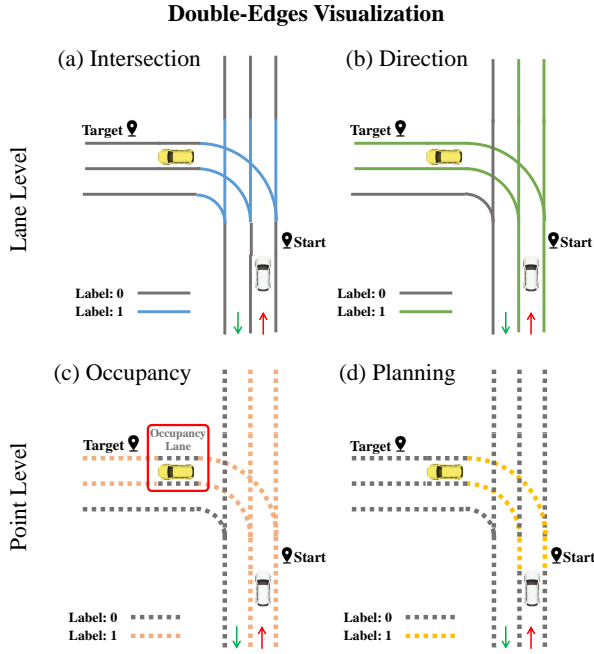 Double-Edges Visualization
(a) Intersection
(b) Direction
Target
Target
Lane Level
Start
Start
Label: 0
Label: 1
Label: 0
Label: 1
(c) Occupancy
(d) Planning
Occupancy
Lane
Target
Target
Point Level
Start
Start
Label: 0
Label: 1
Label: 0
Label: 1